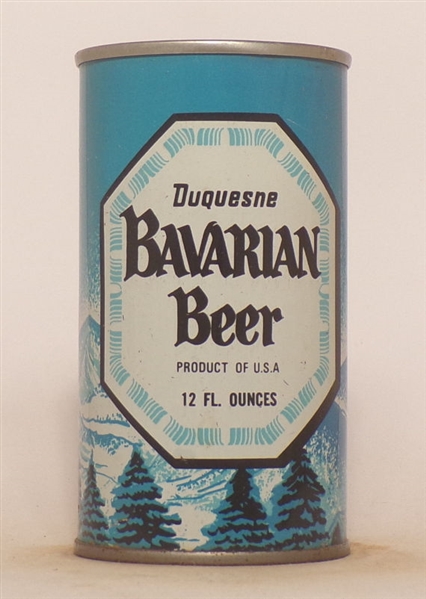 Duquesne
BAVARIAN
Beer
PRODUCT OF U.S.A
12 FL. OUNCES